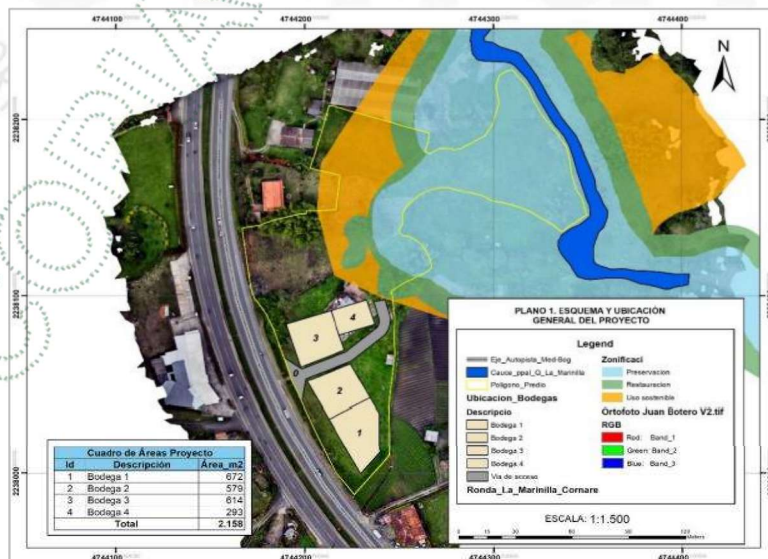 4744100 4744200 4744300 4744400
N
2238200
2238100
2238000
4
3
2
1
0
PLANO 1. ESQUEMA Y UBICACIÓN
GENERAL DEL PROYECTO
Legend
Eje_Autopista_Med-Bog
Cauce_ppal_Q_La_Marinilla
Poligono_Predio
Ubicacion_Bodegas
Descripcio
Bodega 1
Bodega 2
Bodega 3
Bodega 4
Via de acceso
Ronda_La_Marinilla_Cornare
Zonificaci
Preservacion
Restauracion
Uso sostenible
Ortofoto Juan Botero V2.tif
RGB
Red: Band_1
Green: Band_2
Blue: Band_3
ESCALA: 1:1.500
Cuadro de Áreas Proyecto
Id Descripción Área_m2
1 Bodega 1 672
2 Bodega 2 579
3 Bodega 3 614
4 Bodega 4 293
Total 2.158
4744100 4744200 4744300 4744400